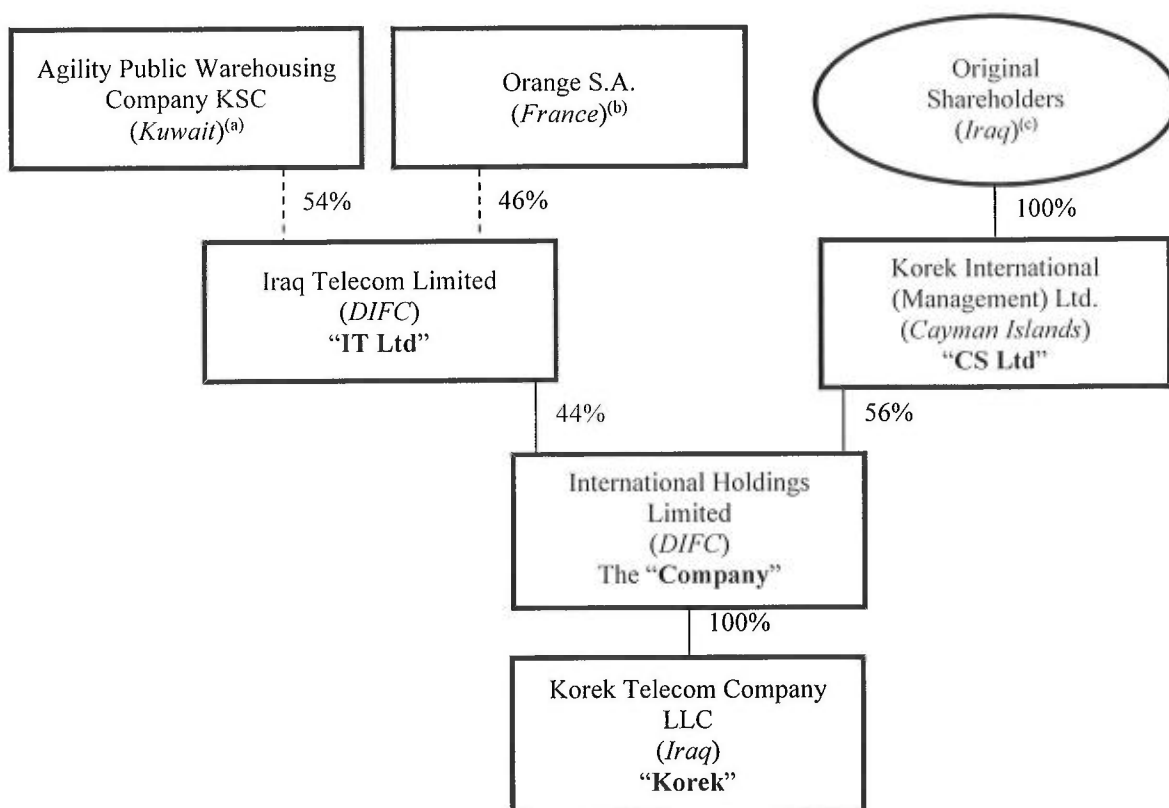 Agility Public Warehousing
Company KSC
(Kuwait)(a)
Orange S.A.
(France)(b)
Original
Shareholders
(Iraq)(c)
54%
46%
100%
Iraq Telecom Limited
(DIFC)
“IT Ltd”
Korek International
(Management) Ltd.
(Cayman Islands)
“CS Ltd”
44%
56%
International Holdings
Limited
(DIFC)
The “Company”
100%
Korek Telecom Company
LLC
(Iraq)
“Korek”